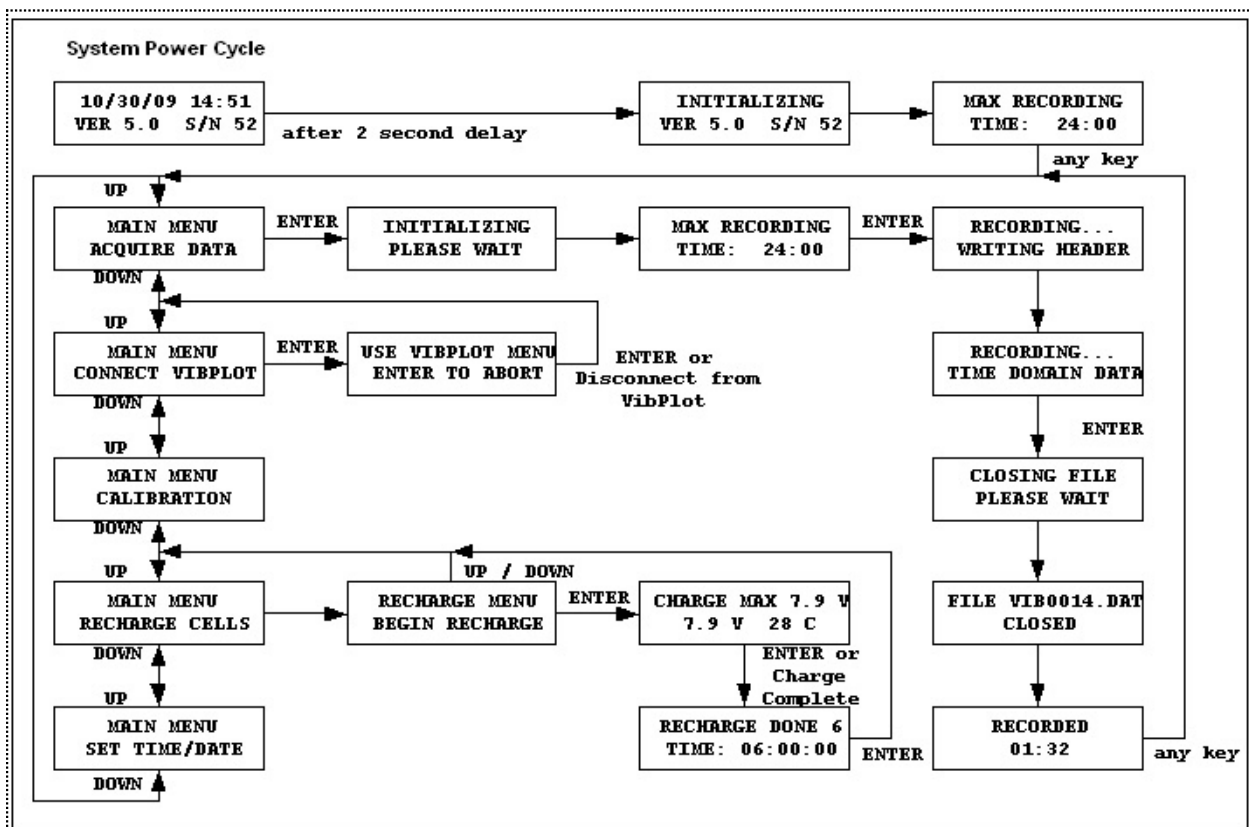 System Power Cycle
10/30/09 14:51
VER 5.0 S/N 52
after 2 second delay
INITIALIZING
VER 5.0 S/N 52
MAX RECORDING
TIME: 24:00
any key
UP
MAIN MENU
ACQUIRE DATA
DOWN
ENTER
INITIALIZING
PLEASE WAIT
MAX RECORDING
TIME: 24:00
ENTER
RECORDING...
WRITING HEADER
UP
MAIN MENU
CONNECT VIBPLOT
DOWN
ENTER
USE VIBPLOT MENU
ENTER TO ABORT
ENTER or
Disconnect from
VibPlot
RECORDING...
TIME DOMAIN DATA
ENTER
UP
MAIN MENU
CALIBRATION
DOWN
CLOSING FILE
PLEASE WAIT
UP
MAIN MENU
RECHARGE CELLS
DOWN
RECHARGE MENU
BEGIN RECHARGE
UP / DOWN
ENTER
CHARGE MAX 7.9 V
7.9 V 28 C
ENTER or
Charge
Complete
FILE VIB0014.DAT
CLOSED
UP
MAIN MENU
SET TIME/DATE
DOWN
RECHARGE DONE 6
TIME: 06:00:00
ENTER
RECORDED
01:32
any key